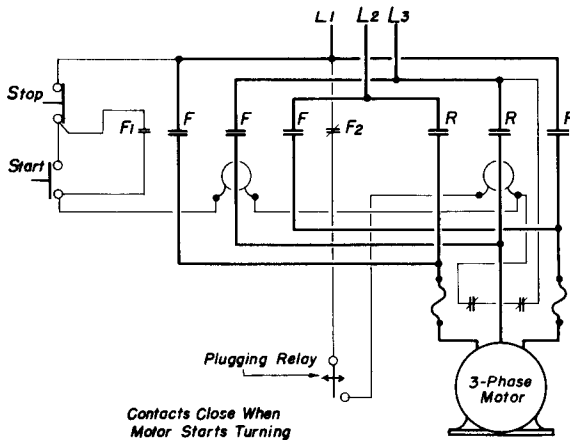 L1 L2 L3
Stop
F1 F F F F2 R R R
Start
Plugging Relay
3-Phase
Motor
Contacts Close When
Motor Starts Turning